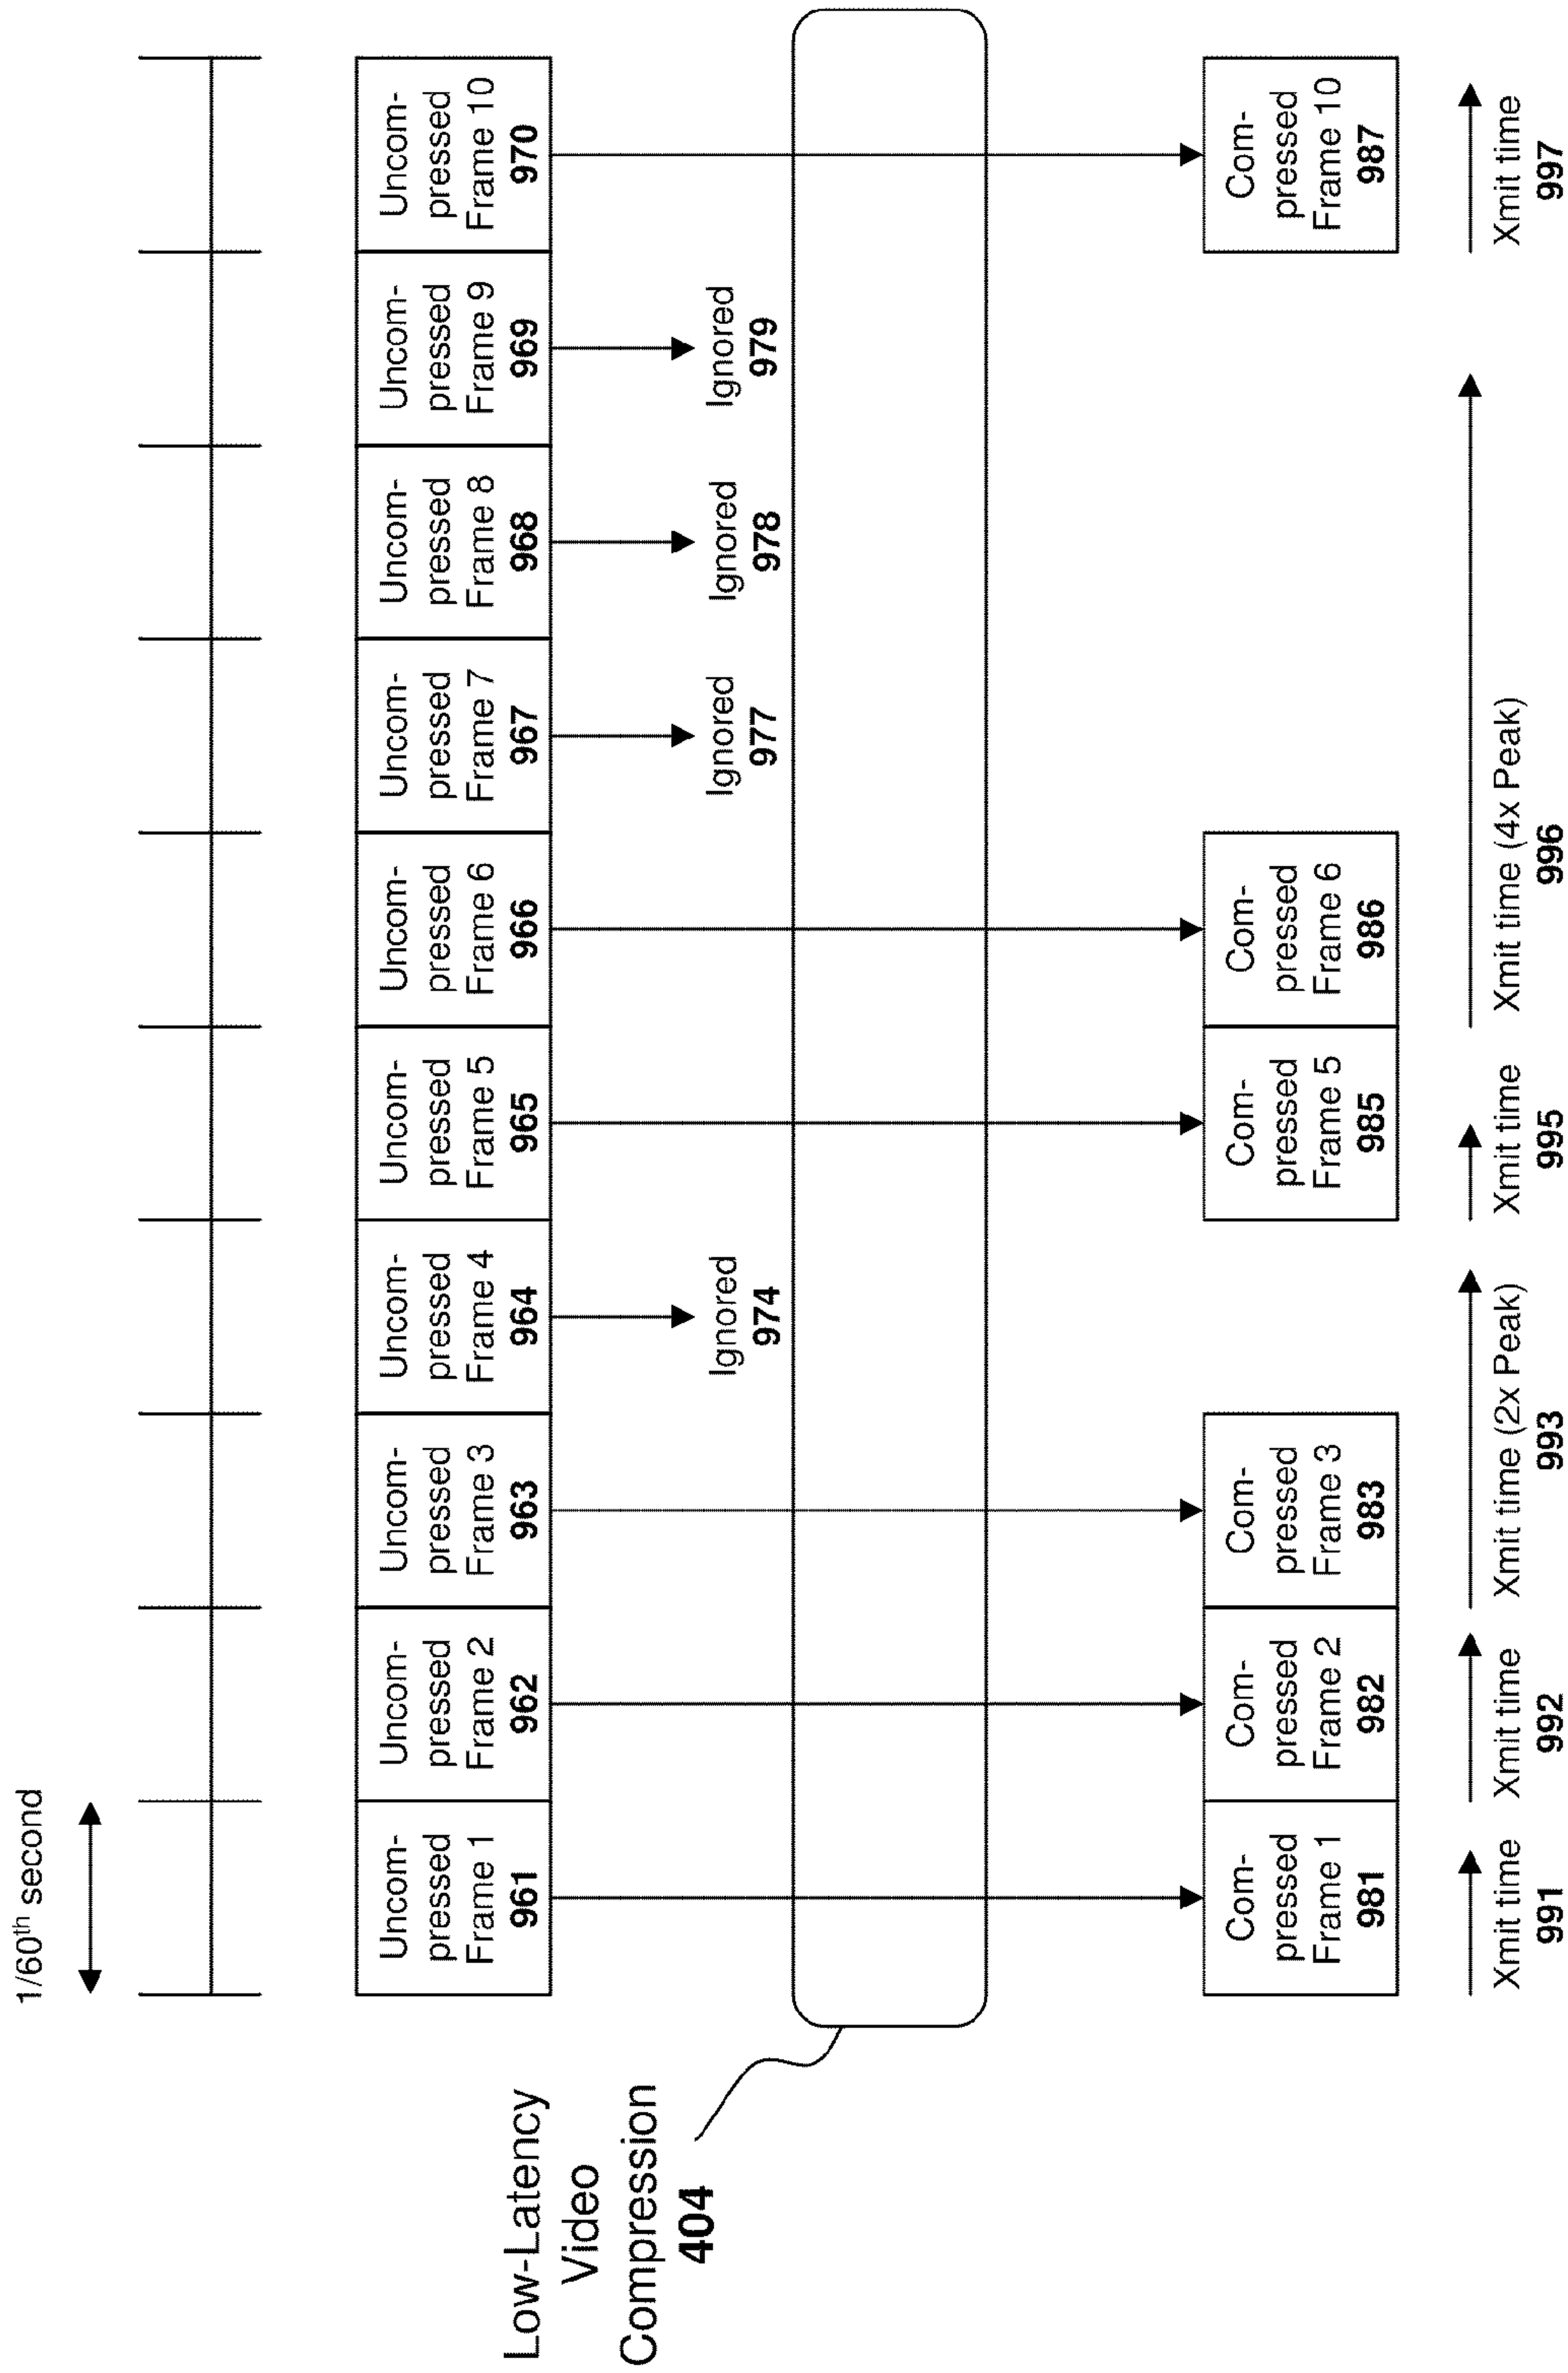 1/60th second
Uncom-
pressed
Frame 1
961
Uncom-
pressed
Frame 2
962
Uncom-
pressed
Frame 3
963
Uncom-
pressed
Frame 4
964
Uncom-
pressed
Frame 5
965
Uncom-
pressed
Frame 6
966
Uncom-
pressed
Frame 7
967
Uncom-
pressed
Frame 8
968
Uncom-
pressed
Frame 9
969
Uncom-
pressed
Frame 10
970
Ignored
974
Ignored
977
Ignored
978
Ignored
979
Low-Latency
Video
Compression
404
Com-
pressed
Frame 1
981
Com-
pressed
Frame 2
982
Com-
pressed
Frame 3
983
Com-
pressed
Frame 5
985
Com-
pressed
Frame 6
986
Com-
pressed
Frame 10
987
Xmit time
991
Xmit time
992
Xmit time (2x Peak)
993
Xmit time
995
Xmit time (4x Peak)
996
Xmit time
997